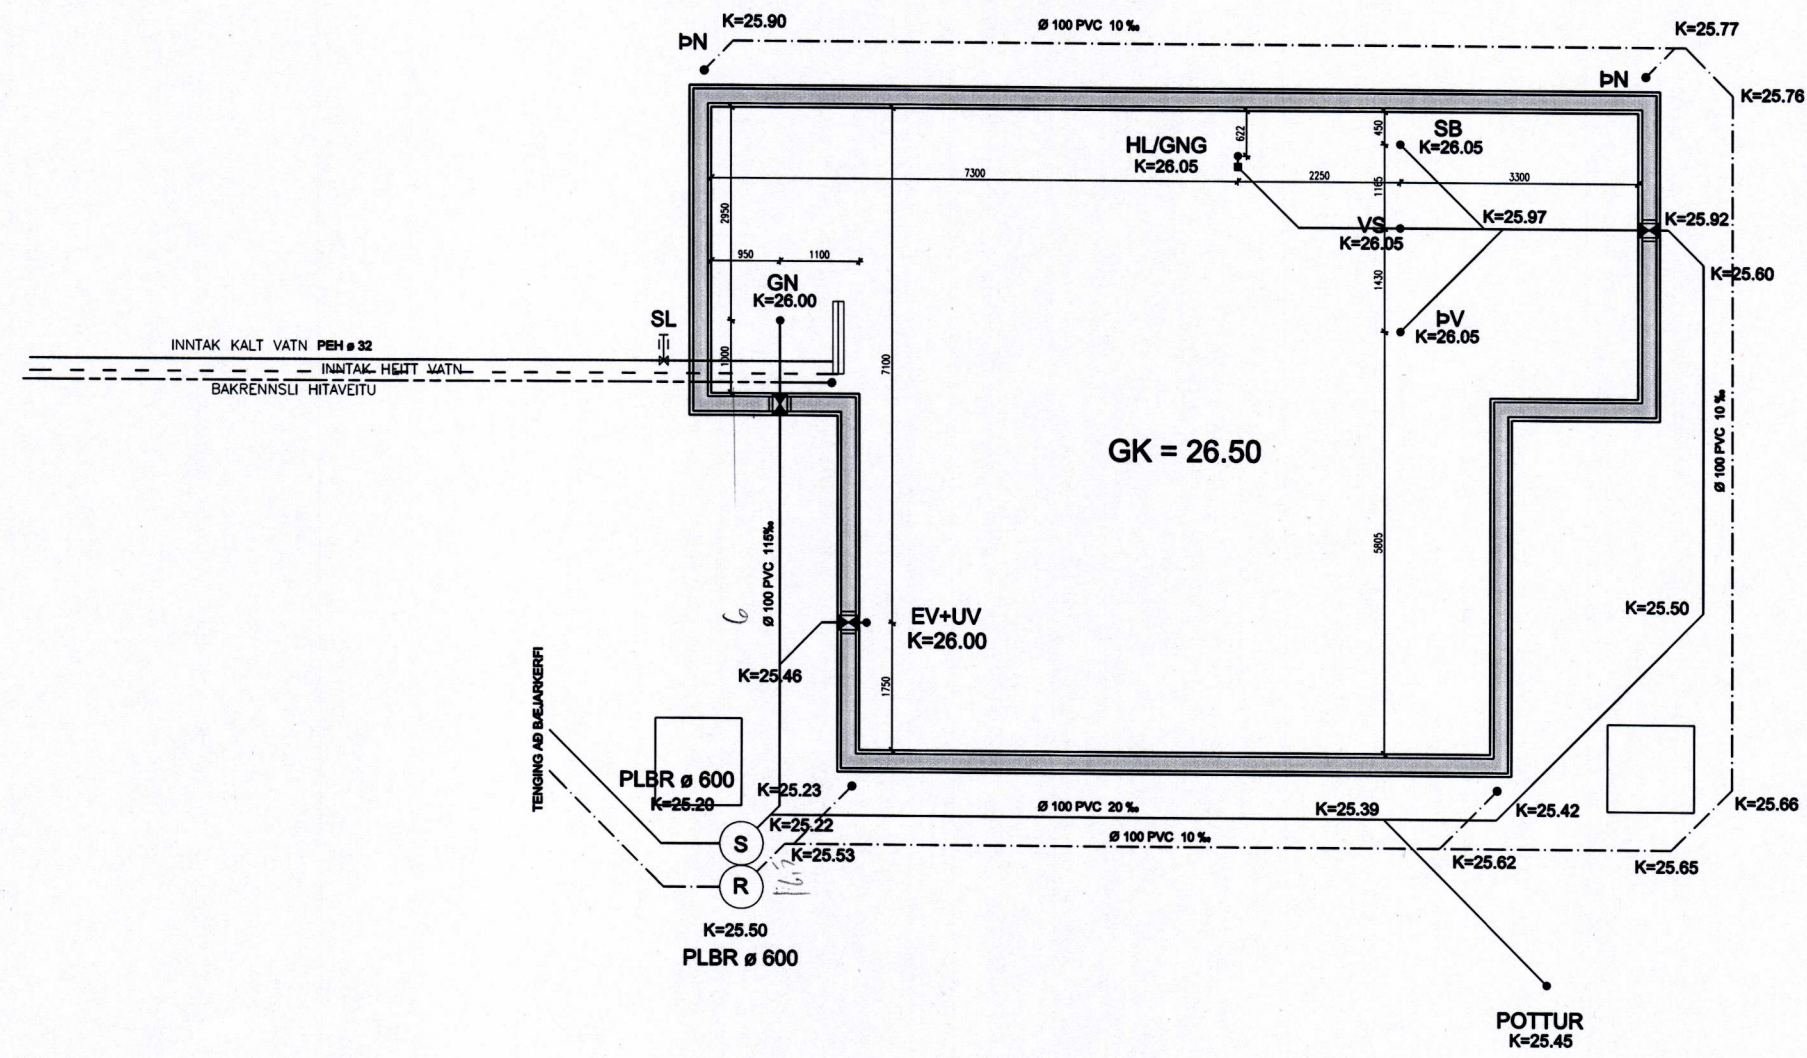 K=25.90
Ø 100 PVC 10 ‰
K=25.77
ÞN
ÞN
K=25.76
HL/GNG
K=26.05
622
450
SB
K=26.05
7300
2250
1165
3300
2950
VS
K=26.05
K=25.97
K=25.92
950
1100
GN
K=26.00
1430
K=25.60
SL
ÞV
K=26.05
INNTAK KALT VATN PEH ø 32
INNTAK HEITT VATN
BAKRENNSLI HITAVEITU
1000
7100
GK = 26.50
Ø 100 PVC 10 ‰
Ø 100 PVC 115‰
5805
6
EV+UV
K=26.00
K=25.50
K=25.46
1750
TENGING AÐ BÆJARKERFI
PLBR ø 600
K=25.20
K=25.23
K=25.22
Ø 100 PVC 20 ‰
K=25.39
K=25.42
K=25.66
S
K=25.53
Ø 100 PVC 10 ‰
K=25.62
K=25.65
R
K=25.50
PLBR ø 600
POTTUR
K=25.45